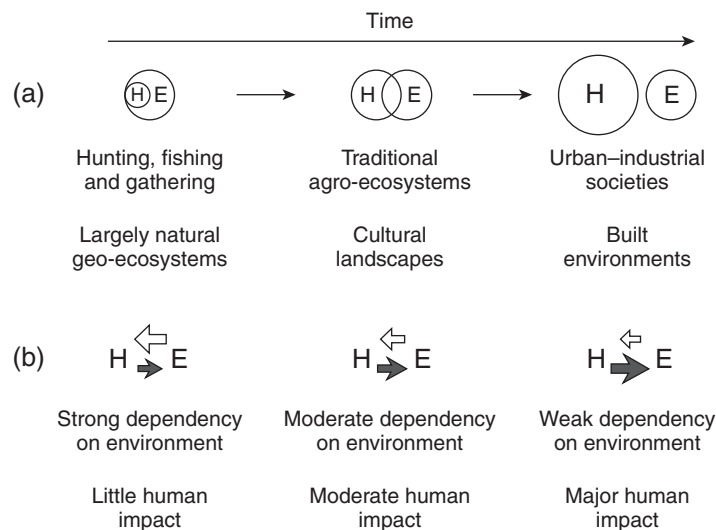 Time
(a)
H E
H E
H E
Hunting, fishing
and gathering
Traditional
agro-ecosystems
Urban–industrial
societies
Largely natural
geo-ecosystems
Cultural
landscapes
Built
environments
(b)
H E
H E
H E
Strong dependency
on environment
Moderate dependency
on environment
Weak dependency
on environment
Little human
impact
Moderate human
impact
Major human
impact